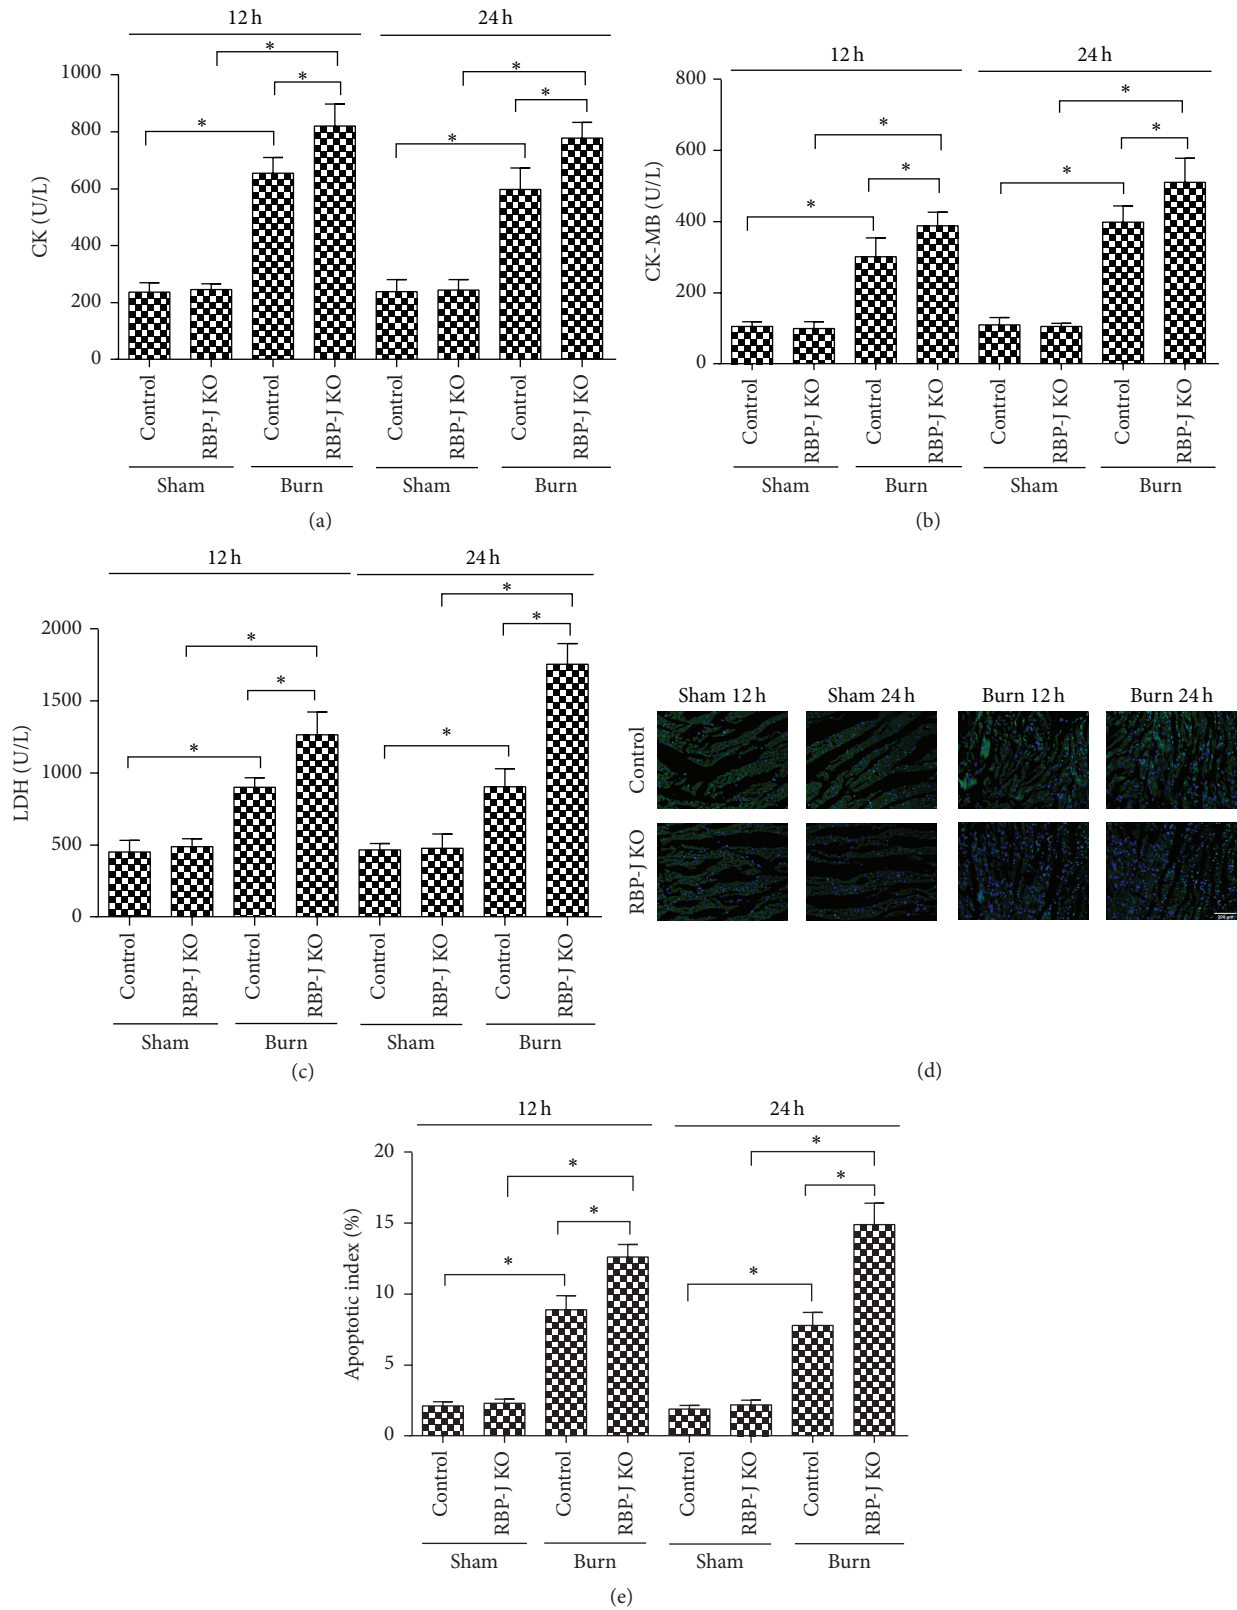 12 h 24 h
* * * * * *
1000
800
600
400
200
0
CK (U/L)
Control RBP-J KO Control RBP-J KO Control RBP-J KO Control RBP-J KO
Sham Burn Sham Burn
(a)
12 h 24 h
* * * * * *
800
600
400
200
0
CK-MB (U/L)
Control RBP-J KO Control RBP-J KO Control RBP-J KO Control RBP-J KO
Sham Burn Sham Burn
(b)
12 h 24 h
* * * * * *
2000
1500
1000
500
0
LDH (U/L)
Control RBP-J KO Control RBP-J KO Control RBP-J KO Control RBP-J KO
Sham Burn Sham Burn
(c)
Sham 12 h Sham 24 h Burn 12 h Burn 24 h
Control
RBP-J KO
200 μm
(d)
12 h 24 h
* * * * * *
20
15
10
5
0
Apoptotic index (%)
Control RBP-J KO Control RBP-J KO Control RBP-J KO Control RBP-J KO
Sham Burn Sham Burn
(e)